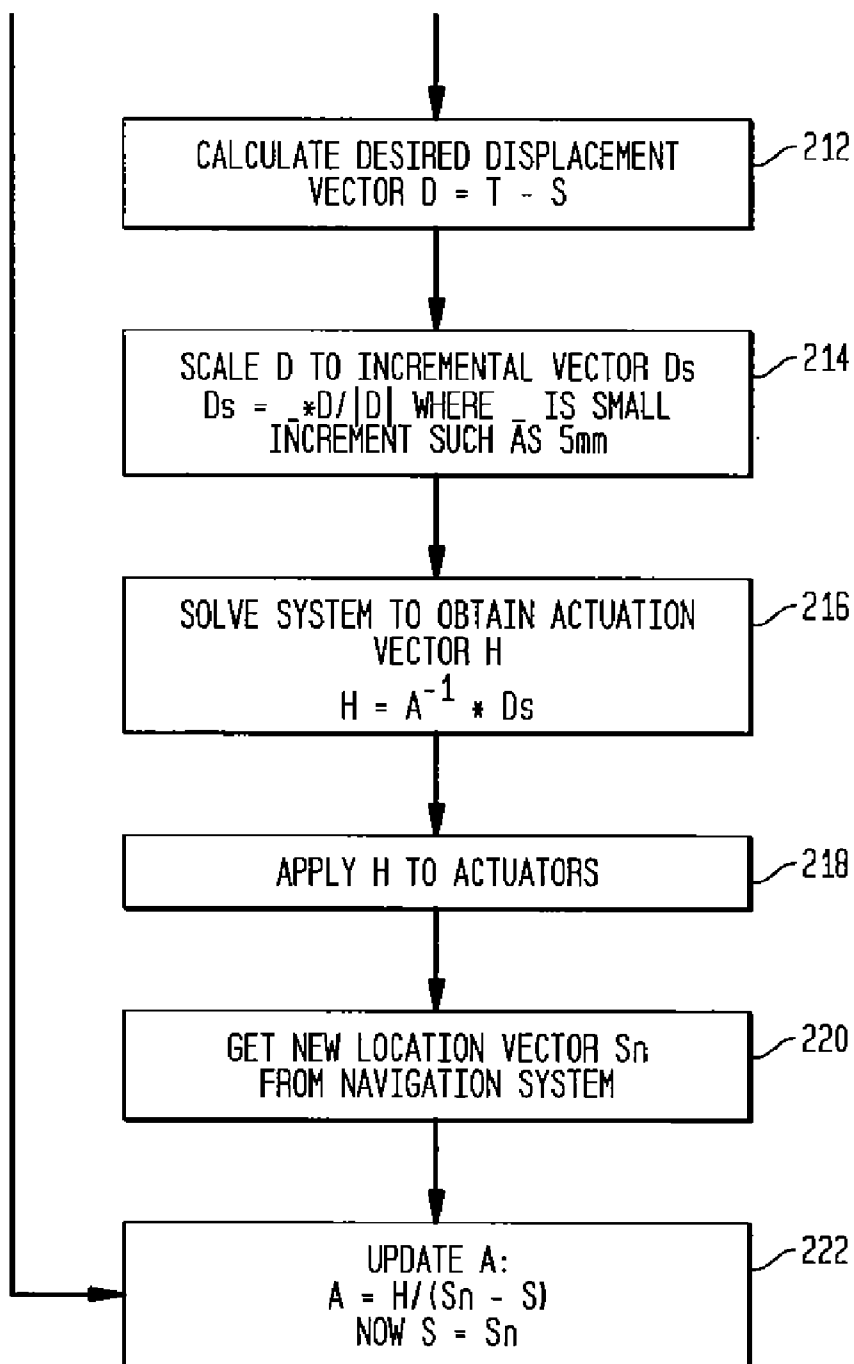 CALCULATE DESIRED DISPLACEMENT
VECTOR D = T - S
212
SCALE D TO INCREMENTAL VECTOR Ds
Ds = _*D/|D| WHERE _ IS SMALL
INCREMENT SUCH AS 5mm
214
SOLVE SYSTEM TO OBTAIN ACTUATION
VECTOR H
H = A⁻¹ * Ds
216
APPLY H TO ACTUATORS
218
GET NEW LOCATION VECTOR Sn
FROM NAVIGATION SYSTEM
220
UPDATE A:
A = H/(Sn - S)
NOW S = Sn
222